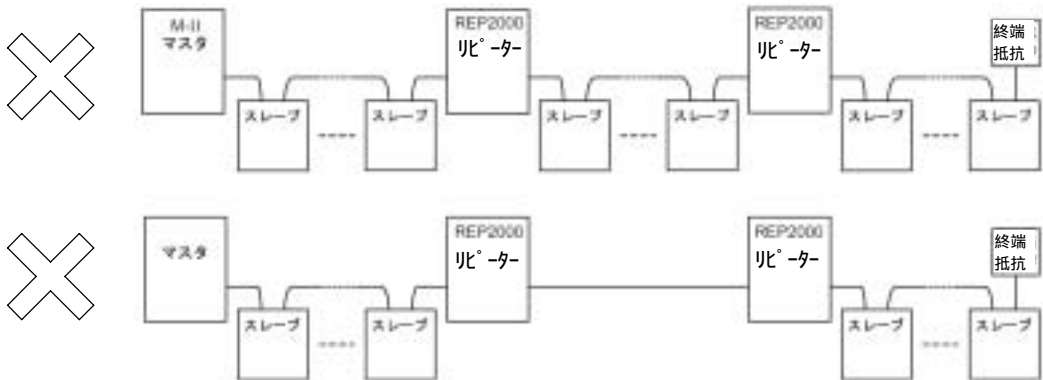 M-II
マスタ
REP2000
ﾘﾋﾟｰﾀｰ
REP2000
ﾘﾋﾟｰﾀｰ
終端
抵抗
スレーブ
スレーブ
スレーブ
スレーブ
スレーブ
スレーブ
マスタ
REP2000
ﾘﾋﾟｰﾀｰ
REP2000
ﾘﾋﾟｰﾀｰ
終端
抵抗
スレーブ
スレーブ
スレーブ
スレーブ